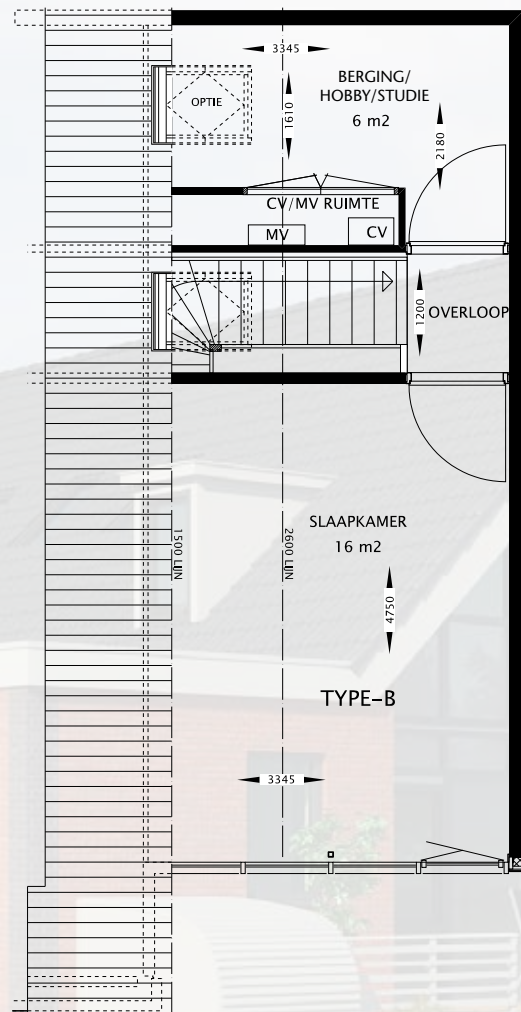 3345
BERGING/
HOBBY/STUDIE
6 m2
OPTIE
1610
2180
CV/MV RUIMTE
MV
CV
1200
OVERLOOP
SLAAPKAMER
16 m2
1500 LIJN
2600 LIJN
4750
TYPE-B
3345